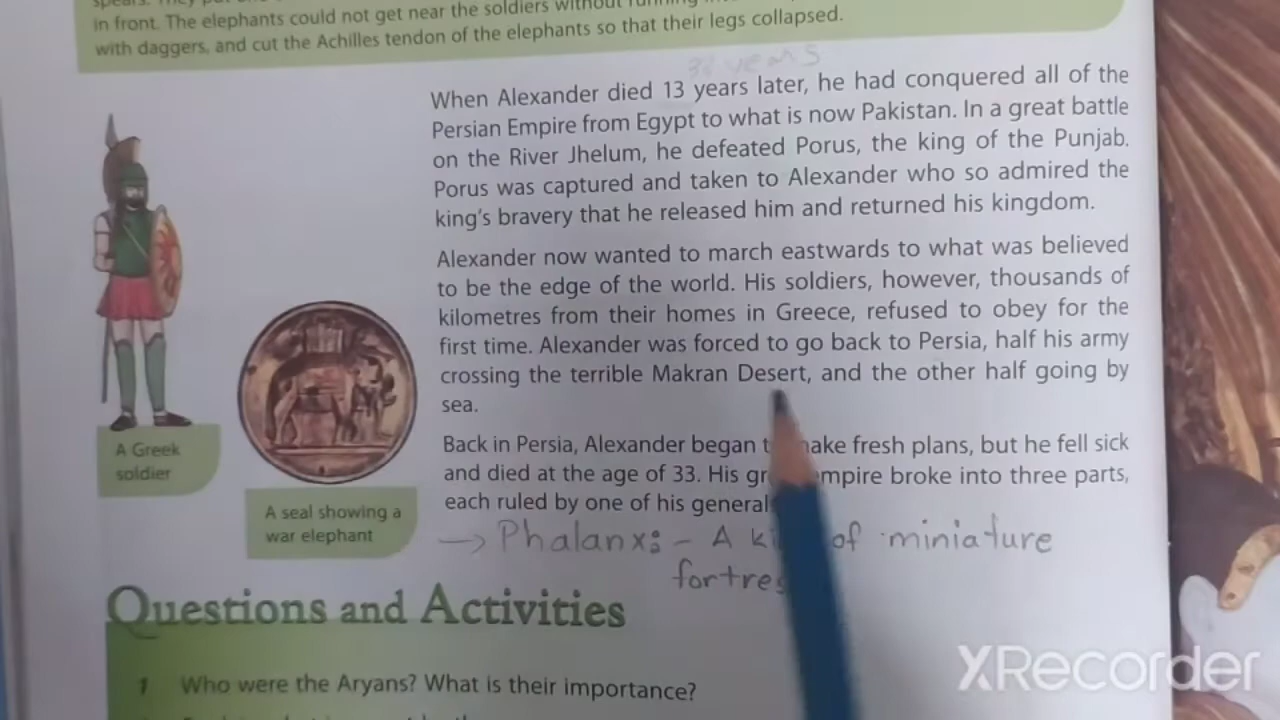 in front. The elephants could not get near the soldiers without
with daggers, and cut the Achilles tendon of the elephants so that their legs collapsed.
years
When Alexander died 13 years later, he had conquered all of the
Persian Empire from Egypt to what is now Pakistan. In a great battle
on the River Jhelum, he defeated Porus, the king of the Punjab.
Porus was captured and taken to Alexander who so admired the
king's bravery that he released him and returned his kingdom.
Alexander now wanted to march eastwards to what was believed
to be the edge of the world. His soldiers, however, thousands of
kilometres from their homes in Greece, refused to obey for the
first time. Alexander was forced to go back to Persia, half his army
crossing the terrible Makran Desert, and the other half going by
sea.
Back in Persia, Alexander began fresh plans, but he fell sick
and died at the age of 33. His empire broke into three parts,
each ruled by one of his
→ Phalanx:- A of miniature
A Greek
soldier
A seal showing a
war elephant
Questions and Activities
1 Who were the Aryans? What is their importance?
XRecorder